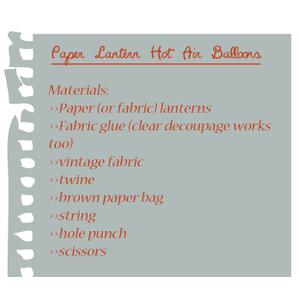 Paper Lantern Hot Air Balloons
Materials:
>>Paper (or fabric) lanterns
>>Fabric glue (clear decoupage works
too)
>>vintage fabric
>>twine
>>brown paper bag
>>string
>>hole punch
>>scissors